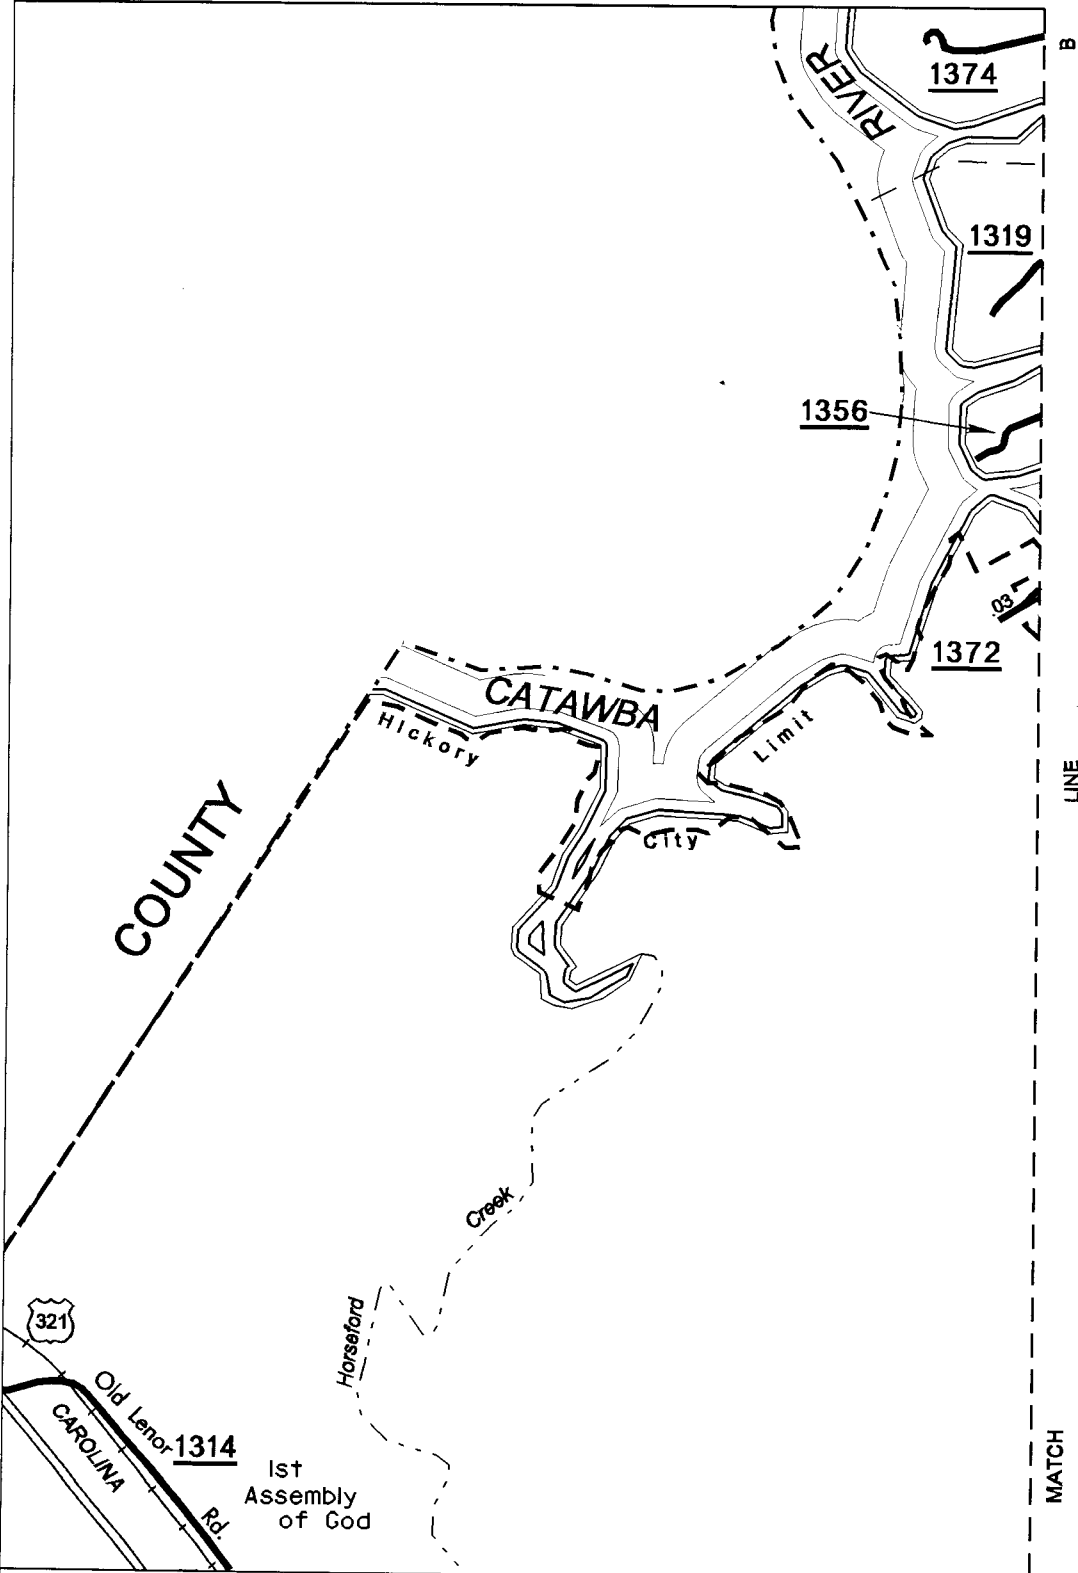 B
1374
RIVER
1319
1356
.03
1372
CATAWBA
Hickory
Limit
City
LINE
COUNTY
Creek
Horseford
321
Old Lenor
1314
CAROLINA
Rd.
1st
Assembly
of God
MATCH